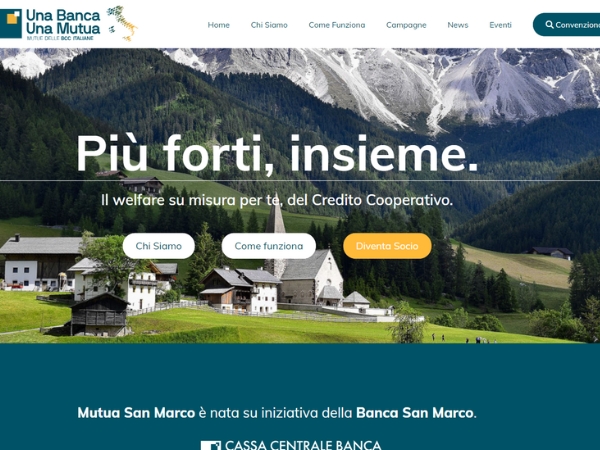 Una Banca
Una Mutua
MUTUE DELLE BCC ITALIANE
Home Chi Siamo Come Funziona Campagne News Eventi Convenzione
Più forti, insieme.
Il welfare su misura per te, del Credito Cooperativo.
Chi Siamo Come funziona Diventa Socio
Mutua San Marco è nata su iniziativa della Banca San Marco.
CASSA CENTRALE BANCA